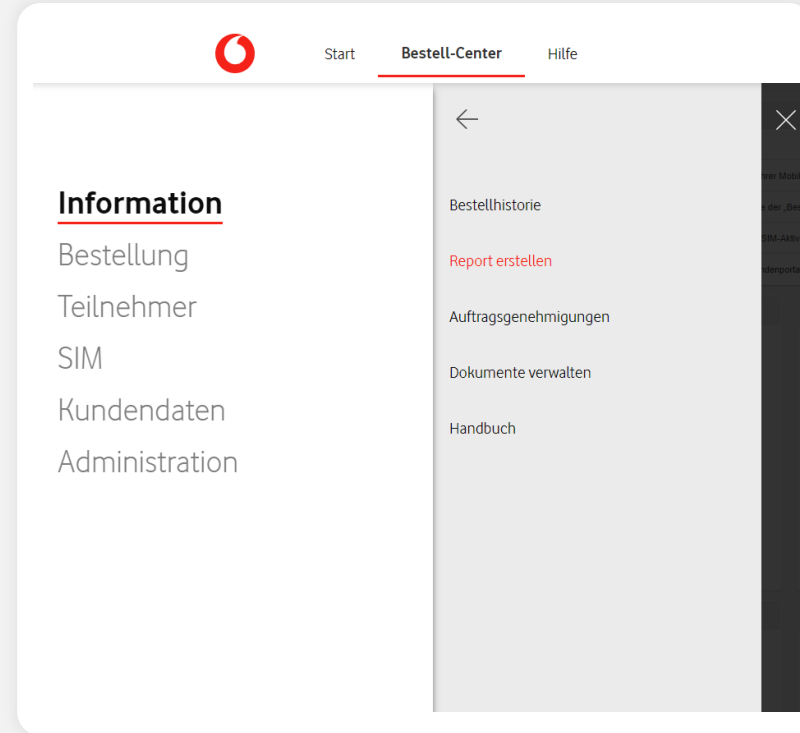 Start
Bestell-Center
Hilfe
Information
Bestellung
Teilnehmer
SIM
Kundendaten
Administration
Bestellhistorie
Report erstellen
Auftragsgenehmigungen
Dokumente verwalten
Handbuch